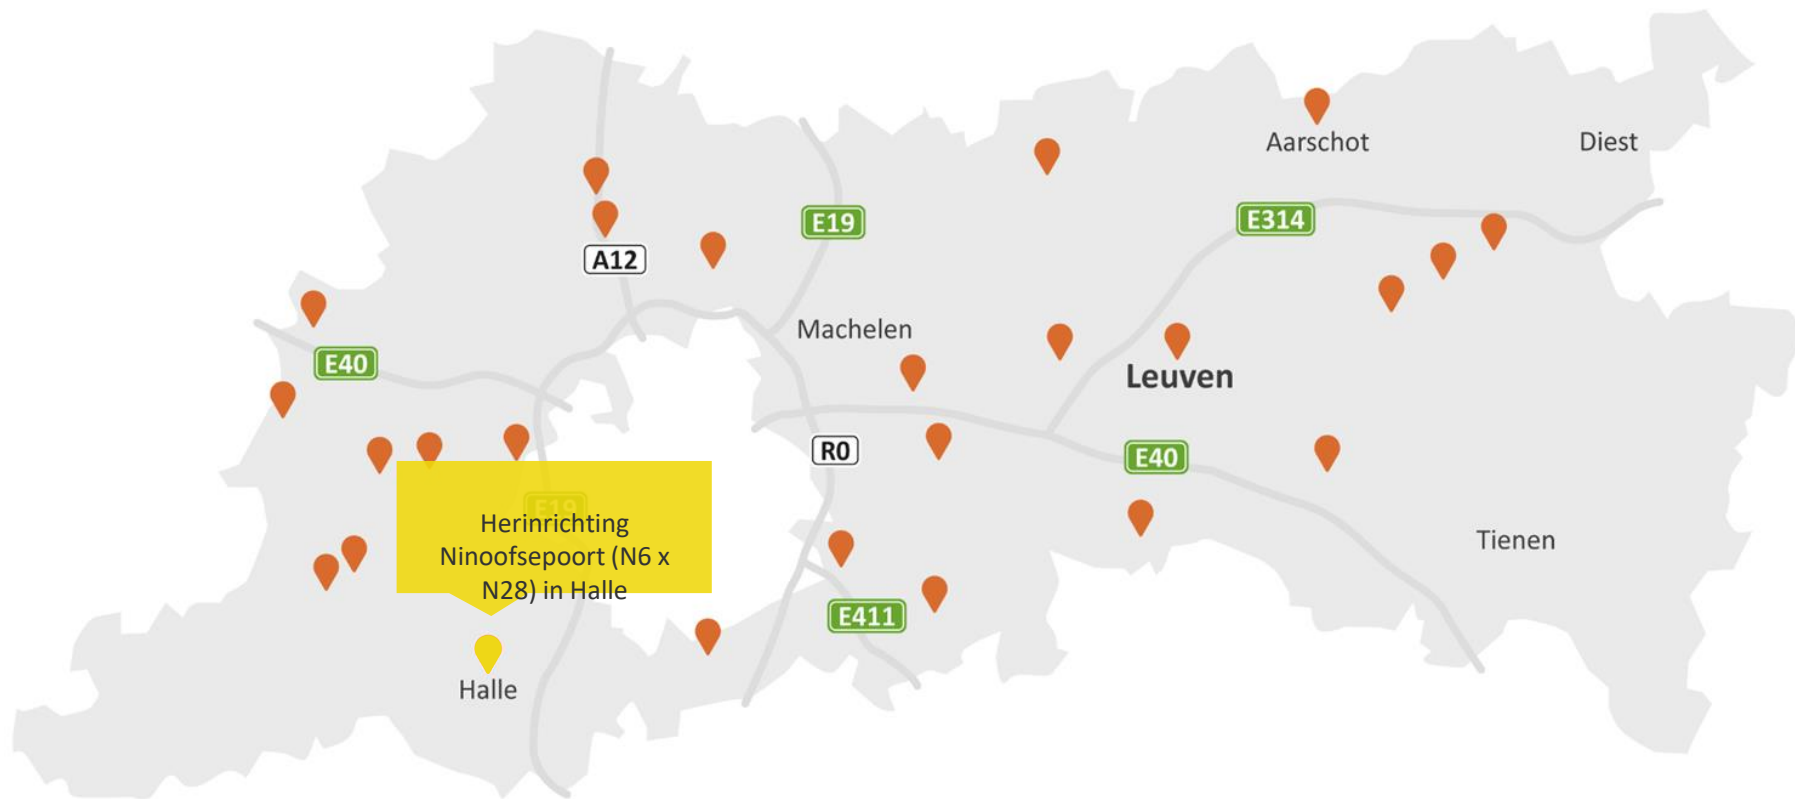 Aarschot
Diest
E19
E314
A12
Machelen
E40
Leuven
R0
E40
E19
Herinrichting
Ninoofsepoort (N6 x
N28) in Halle
Tienen
E411
Halle